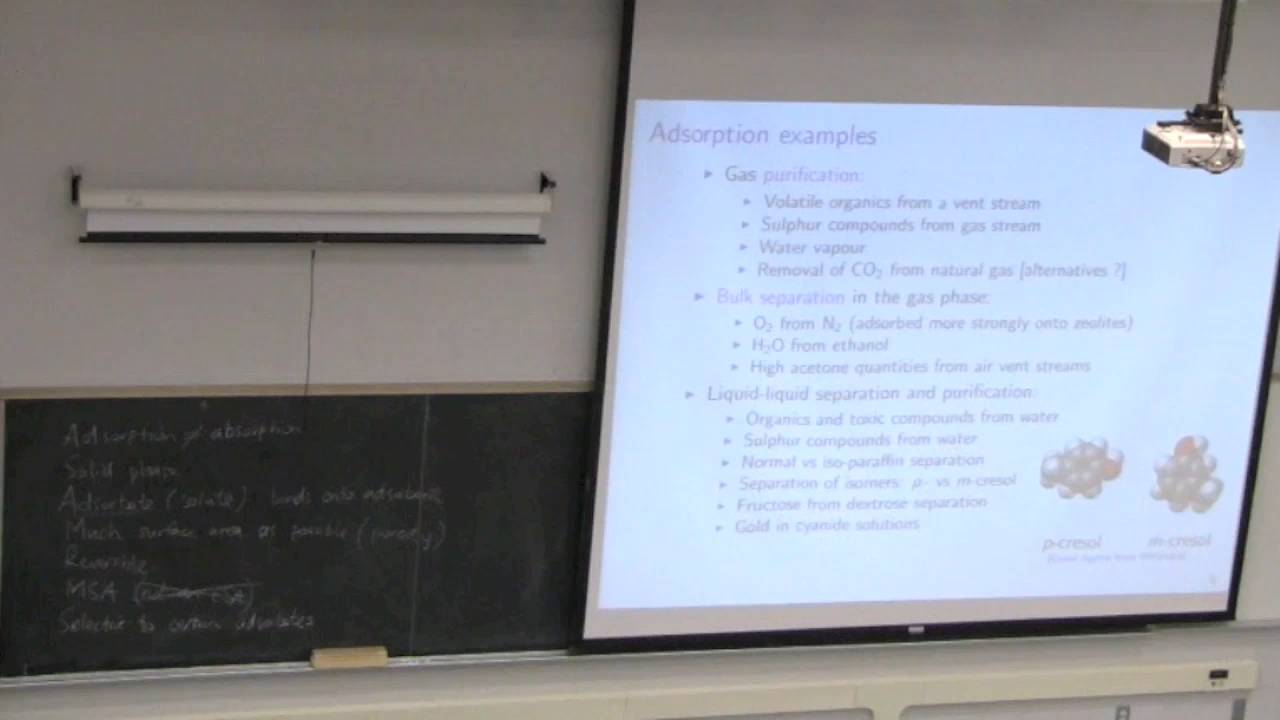 Adsorption ≠ absorption
Solid phase
Adsorbate (solute): binds onto adsorbent
Much surface area as possible (porosity)
Reversible
MSA
Selective to certain adsorbates
Adsorption examples
▸ Gas purification:
▸ Volatile organics from a vent stream
▸ Sulphur compounds from gas stream
▸ Water vapour
▸ Removal of CO₂ from natural gas [alternatives ?]
▸ Bulk separation in the gas phase:
▸ O₂ from N₂ (adsorbed more strongly onto zeolites)
▸ H₂O from ethanol
▸ High acetone quantities from air vent streams
▸ Liquid-liquid separation and purification:
▸ Organics and toxic compounds from water
▸ Sulphur compounds from water
▸ Normal vs iso-paraffin separation
▸ Separation of isomers: p- vs m-cresol
▸ Fructose from dextrose separation
▸ Gold in cyanide solutions
p-cresol m-cresol